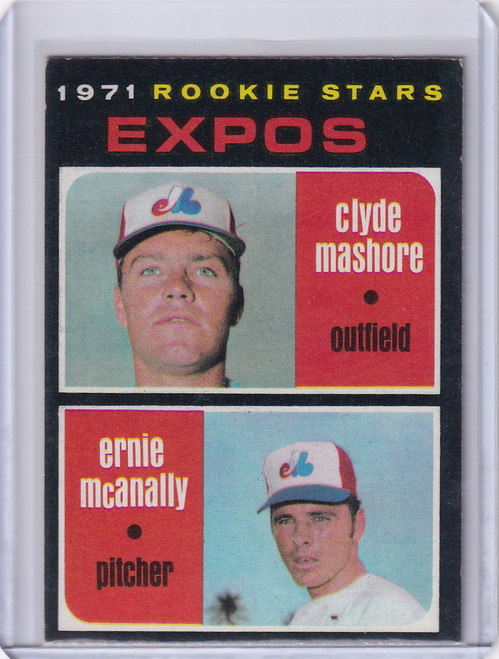 1971 ROOKIE STARS
EXPOS
clyde
mashore
outfield
ernie
mcanally
pitcher